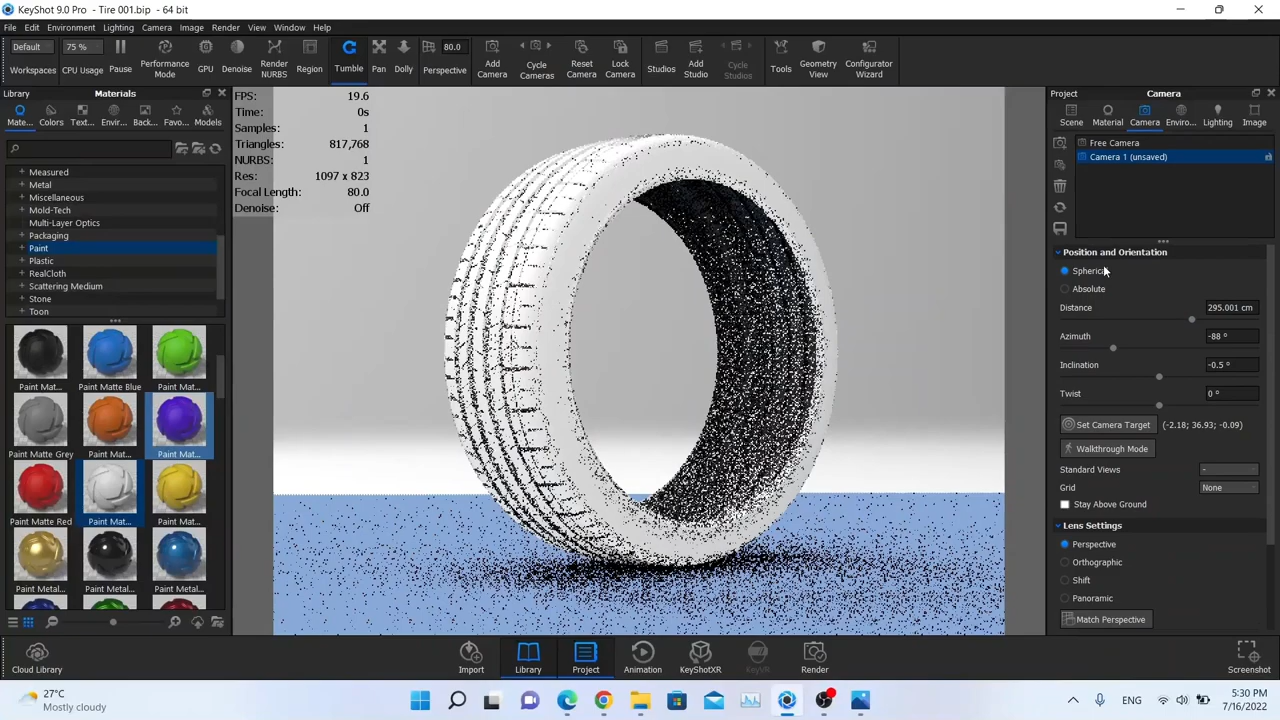 KeyShot 9.0 Pro - Tire 001.bip - 64 bit
File Edit Environment Lighting Camera Image Render View Window Help
Default 75 % 80.0
Workspaces CPU Usage Pause Performance Mode GPU Denoise Render NURBS Region Tumble Pan Dolly Perspective Add Camera Cycle Cameras Reset Camera Lock Camera Studios Add Studio Cycle Studios Tools Geometry View Configurator Wizard
Library Materials
Mate... Colors Text... Envir... Back... Favo... Models
Measured
Metal
Miscellaneous
Mold-Tech
Multi-Layer Optics
Packaging
Paint
Plastic
RealCloth
Scattering Medium
Stone
Toon
Paint Mat... Paint Matte Blue Paint Mat...
Paint Matte Grey Paint Mat... Paint Mat...
Paint Matte Red Paint Mat... Paint Mat...
Paint Metal... Paint Metal... Paint Metal...
FPS: 19.6
Time: 0s
Samples: 1
Triangles: 817,768
NURBS: 1
Res: 1097 x 823
Focal Length: 80.0
Denoise: Off
Project Camera
Scene Material Camera Enviro... Lighting Image
Free Camera
Camera 1 (unsaved)
Position and Orientation
Spherica
Absolute
Distance 295.001 cm
Azimuth -88 °
Inclination -0.5 °
Twist 0 °
Set Camera Target (-2.18; 36.93; -0.09)
Walkthrough Mode
Standard Views -
Grid None
Stay Above Ground
Lens Settings
Perspective
Orthographic
Shift
Panoramic
Match Perspective
Cloud Library Import Library Project Animation KeyShotXR KeyVR Render Screenshot
27°C
Mostly cloudy
ENG
5:30 PM
7/16/2022